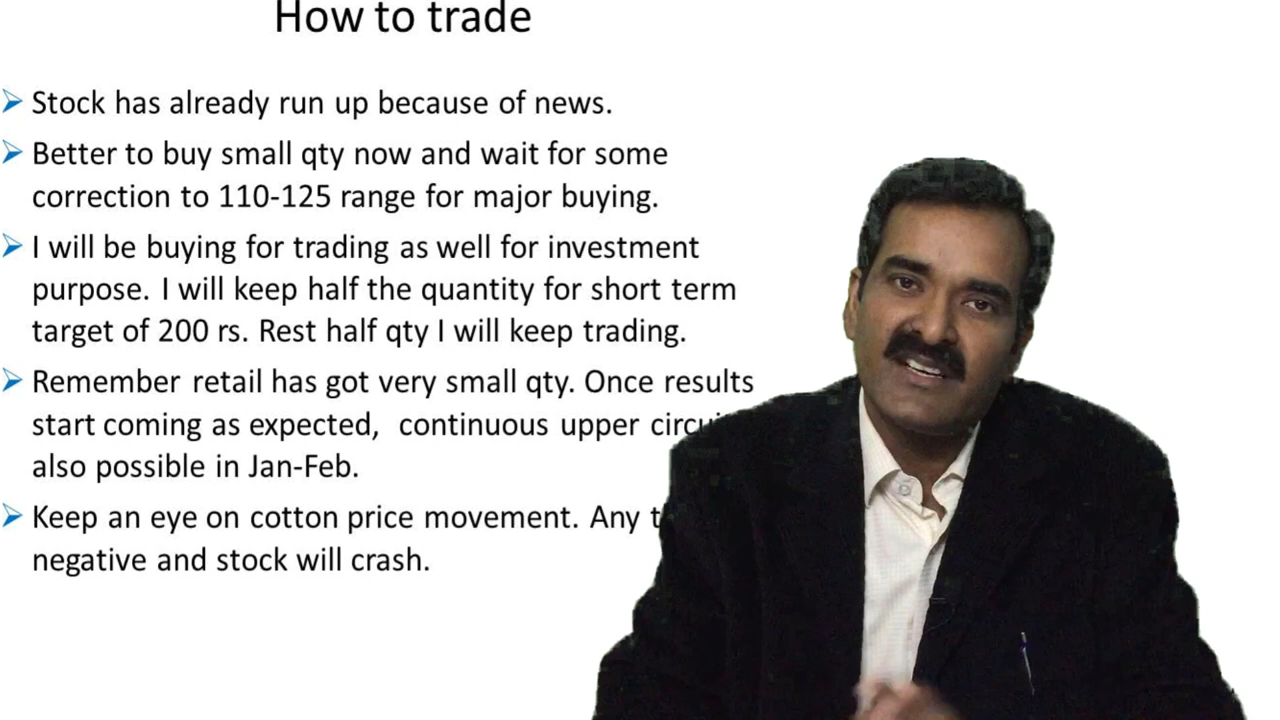 How to trade
Stock has already run up because of news.
Better to buy small qty now and wait for some
correction to 110-125 range for major buying.
I will be buying for trading as well for investment
purpose. I will keep half the quantity for short term
target of 200 rs. Rest half qty I will keep trading.
Remember retail has got very small qty. Once results
start coming as expected, continuous upper
also possible in Jan-Feb.
Keep an eye on cotton price movement. Any
negative and stock will crash.